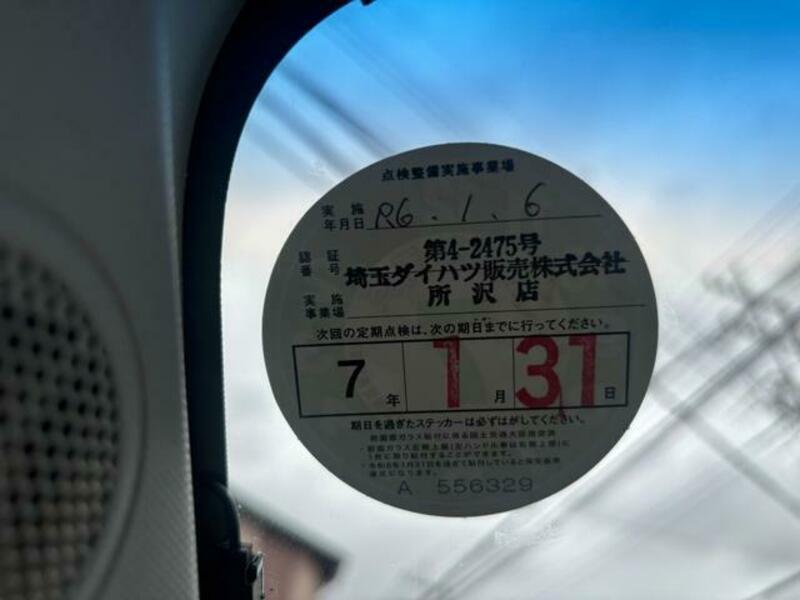 点検整備実施事業場
実施年月日 R6.1.6
認証番号 第4-2475号
埼玉ダイハツ販売株式会社
実施事業場 所沢店
次回の定期点検は、次の期日までに行ってください。
7年1月31日
期日を過ぎたステッカーは必ずはがしてください。
A 556329